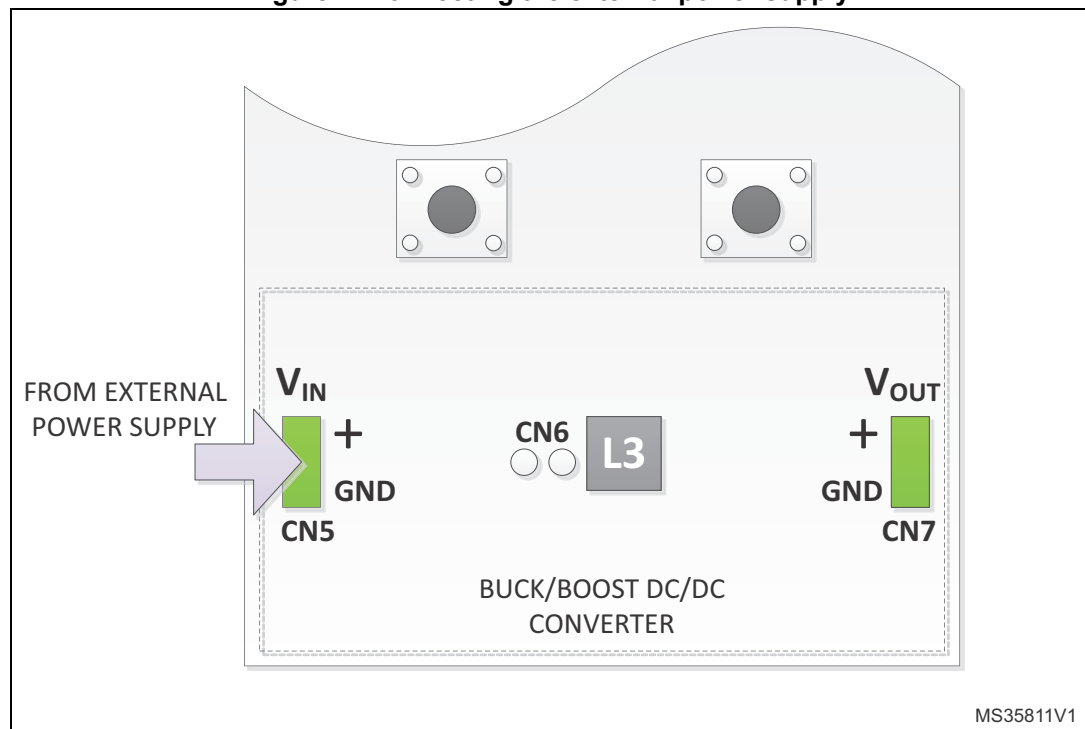 FROM EXTERNAL
POWER SUPPLY
VIN
+
GND
CN5
CN6
L3
VOUT
+
GND
CN7
BUCK/BOOST DC/DC
CONVERTER
MS35811V1